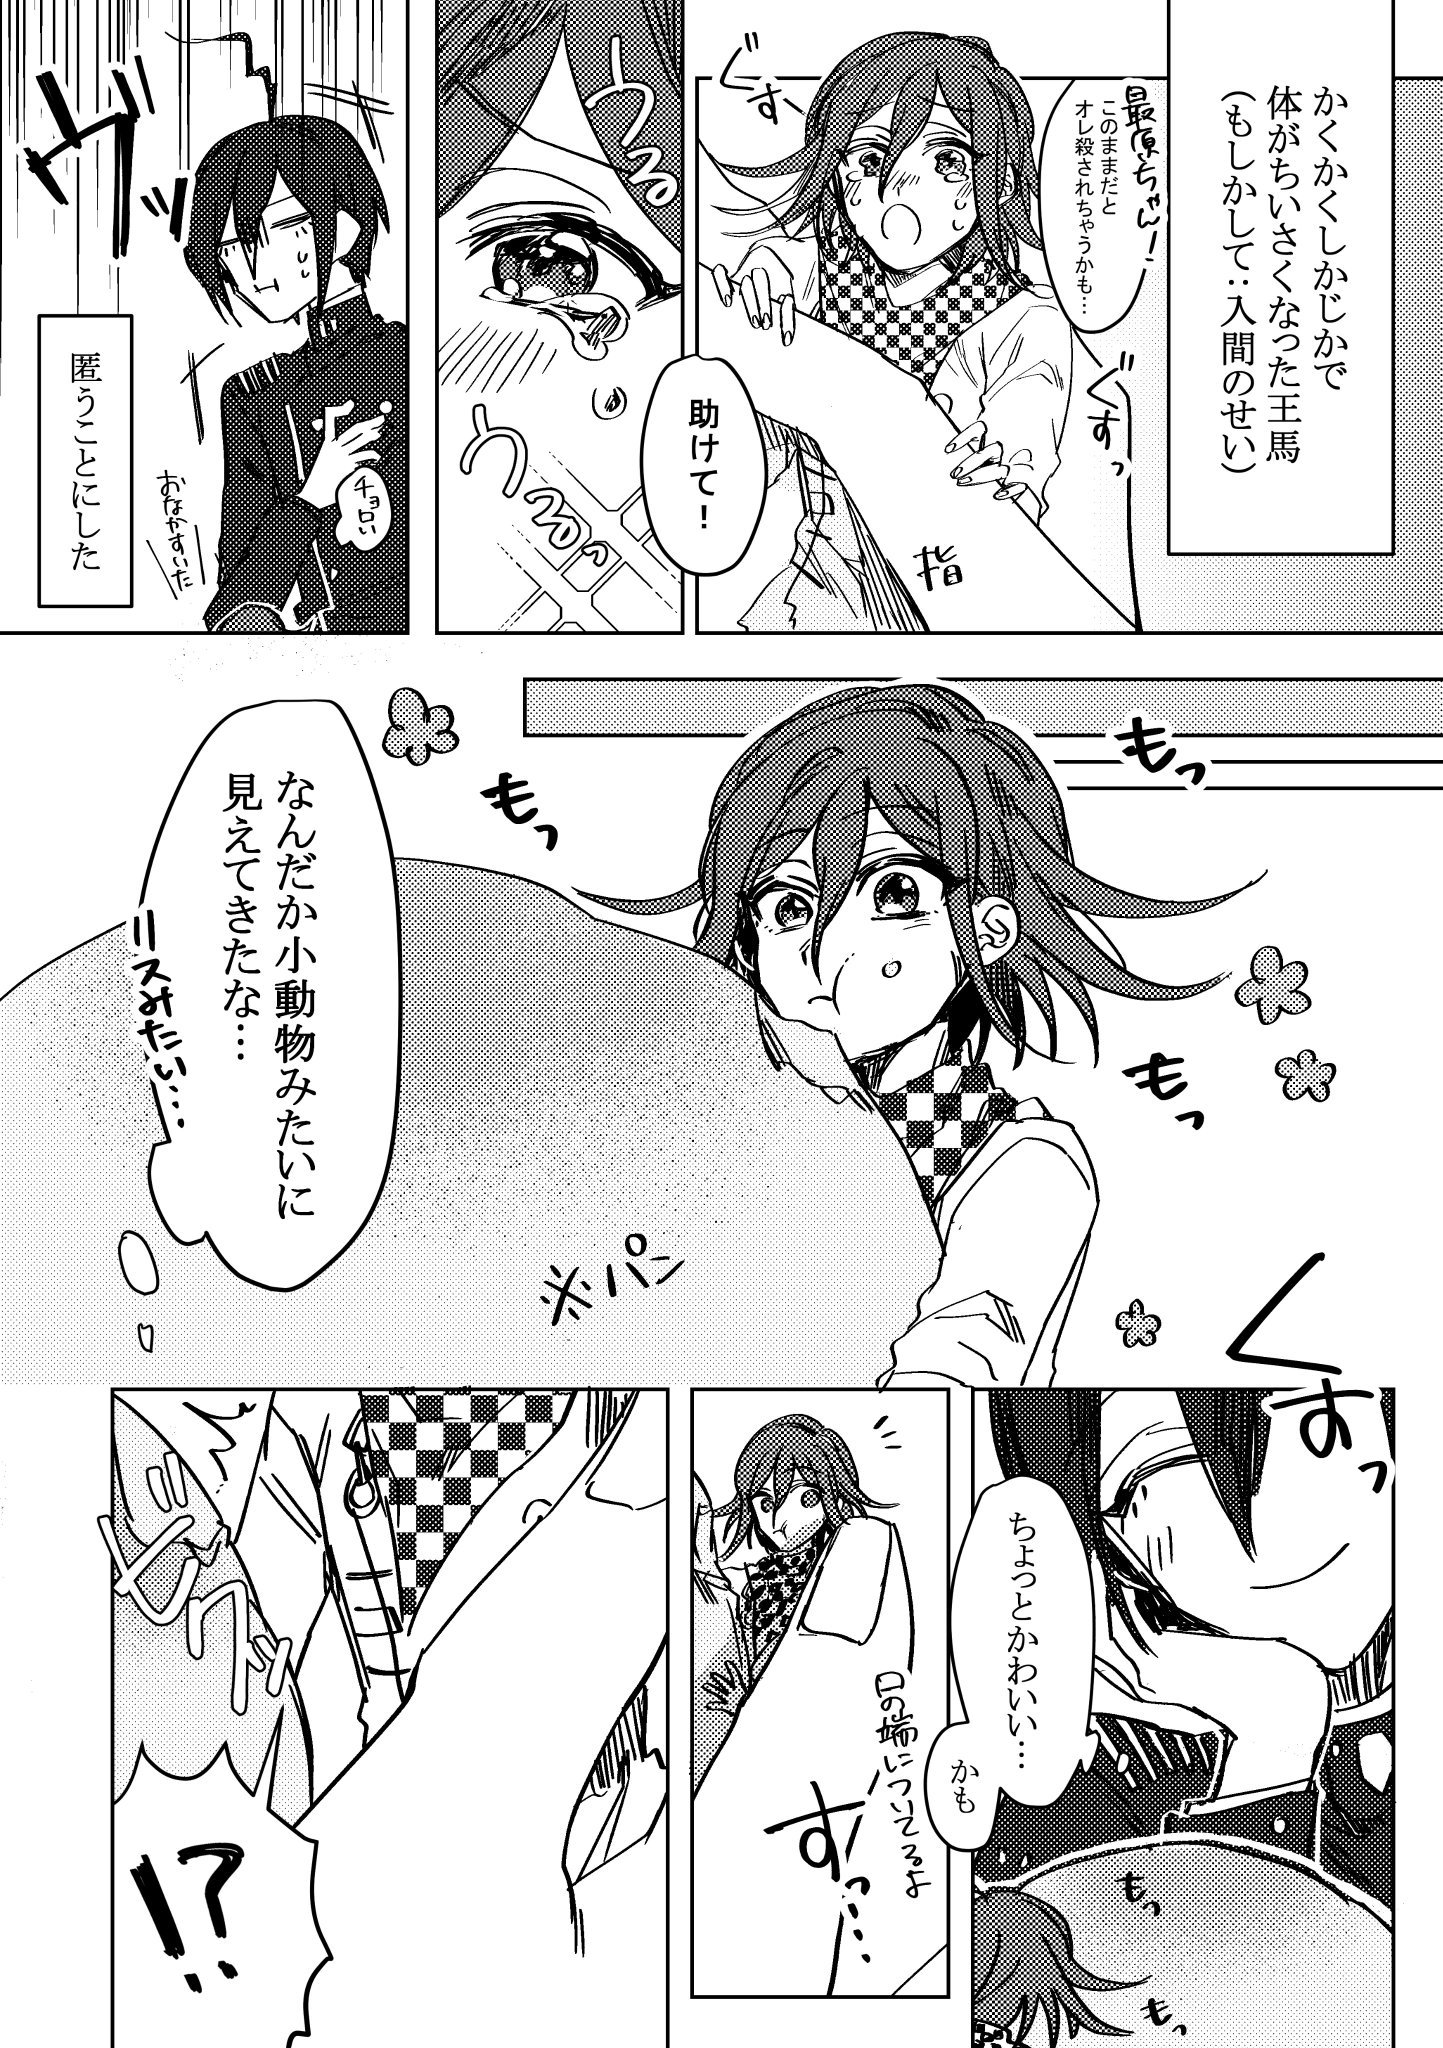 かくかくしかじかで
体がちいさくなった王馬
(もしかして：入間のせい)
最原ちゃん！
このままだと
オレ殺されちゃうかも…
ぐすっ
ぐすっ
指
助けて！
うるっ
うるっ
おなかすいた
チョロい
匿うことにした
もっ
もっ
もっ
なんだか小動物みたいに
見えてきたな…
リスみたい…
※パン
くすっ
ちょっとかわいい…
かも
もっ
もっ
口の端についてるよ
すっ…
ビクッ
!?